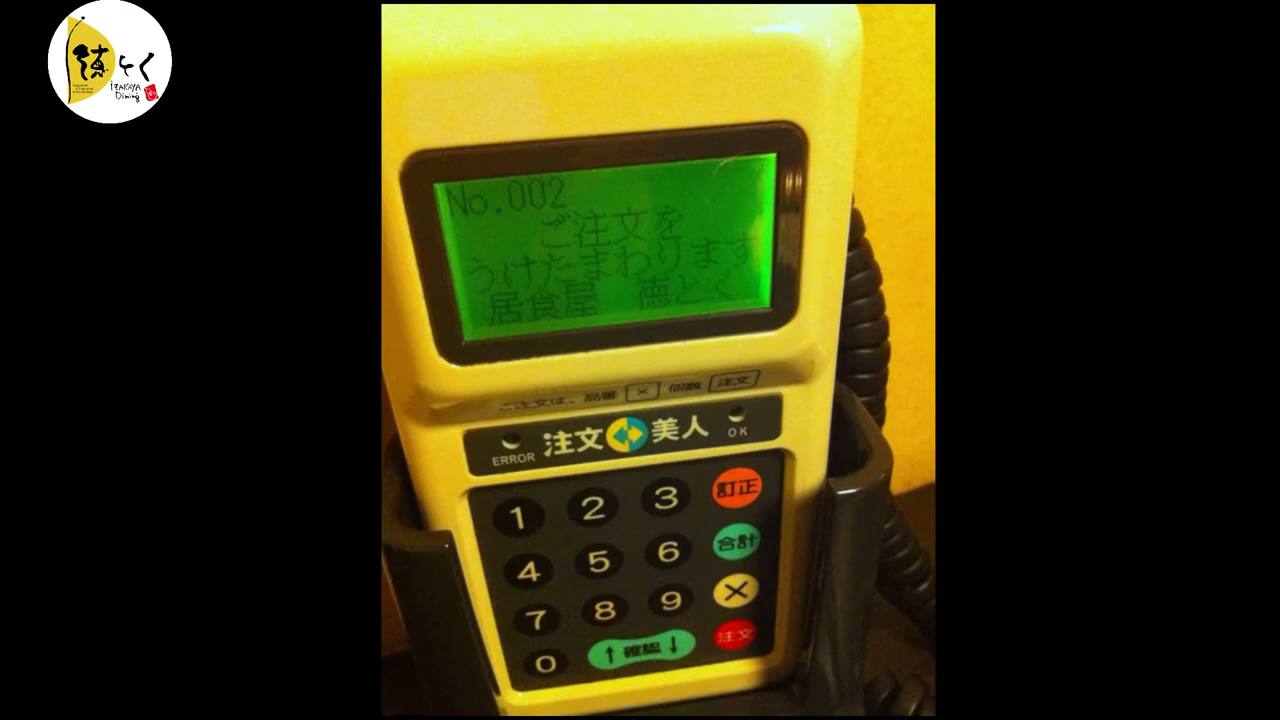 徳とく
IZAKAYA
Dining
No.002
ご注文を
うけたまわります
居食屋 徳とく
ご注文は、品番 × 個数 注文
ERROR 注文 美人 OK
1 2 3 訂正
4 5 6 合計
7 8 9 ×
0 ↑確認↓ 注文